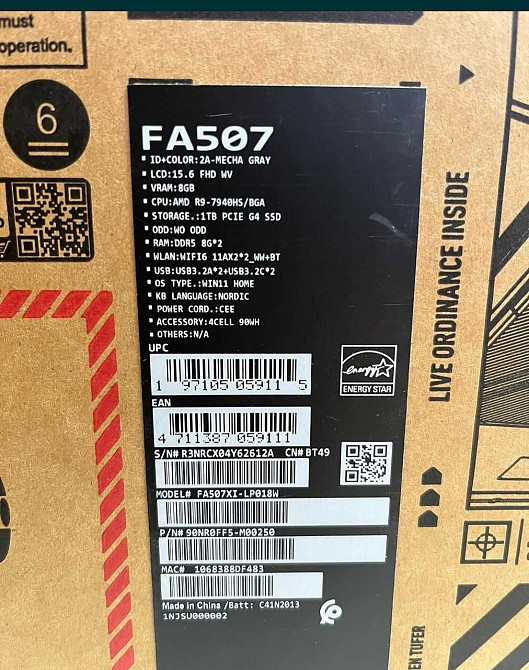 must
operation.
6
FA507
ID+COLOR:2A-MECHA GRAY
LCD:15.6 FHD WV
VRAM:8GB
CPU:AMD R9-7940HS/BGA
STORAGE.:1TB PCIE G4 SSD
ODD:WO ODD
RAM:DDR5 8G*2
WLAN:WIFI6 11AX2*2_WW+BT
USB:USB3.2A*2+USB3.2C*2
OS TYPE.:WIN11 HOME
KB LANGUAGE:NORDIC
POWER CORD.:CEE
ACCESSORY:4CELL 90WH
OTHERS:N/A
UPC
1 97105 05911 5
energy
ENERGY STAR
EAN
4 711387 059111
S/N# R3NRCX04Y62612A CN# BT49
MODEL# FA507XI-LP018W
P/N# 90NR0FF5-M00250
MAC# 1068388DF483
Made in China /Batt: C41N2013
1NJSU000002
LIVE ORDINANCE INSIDE
EN TUFER